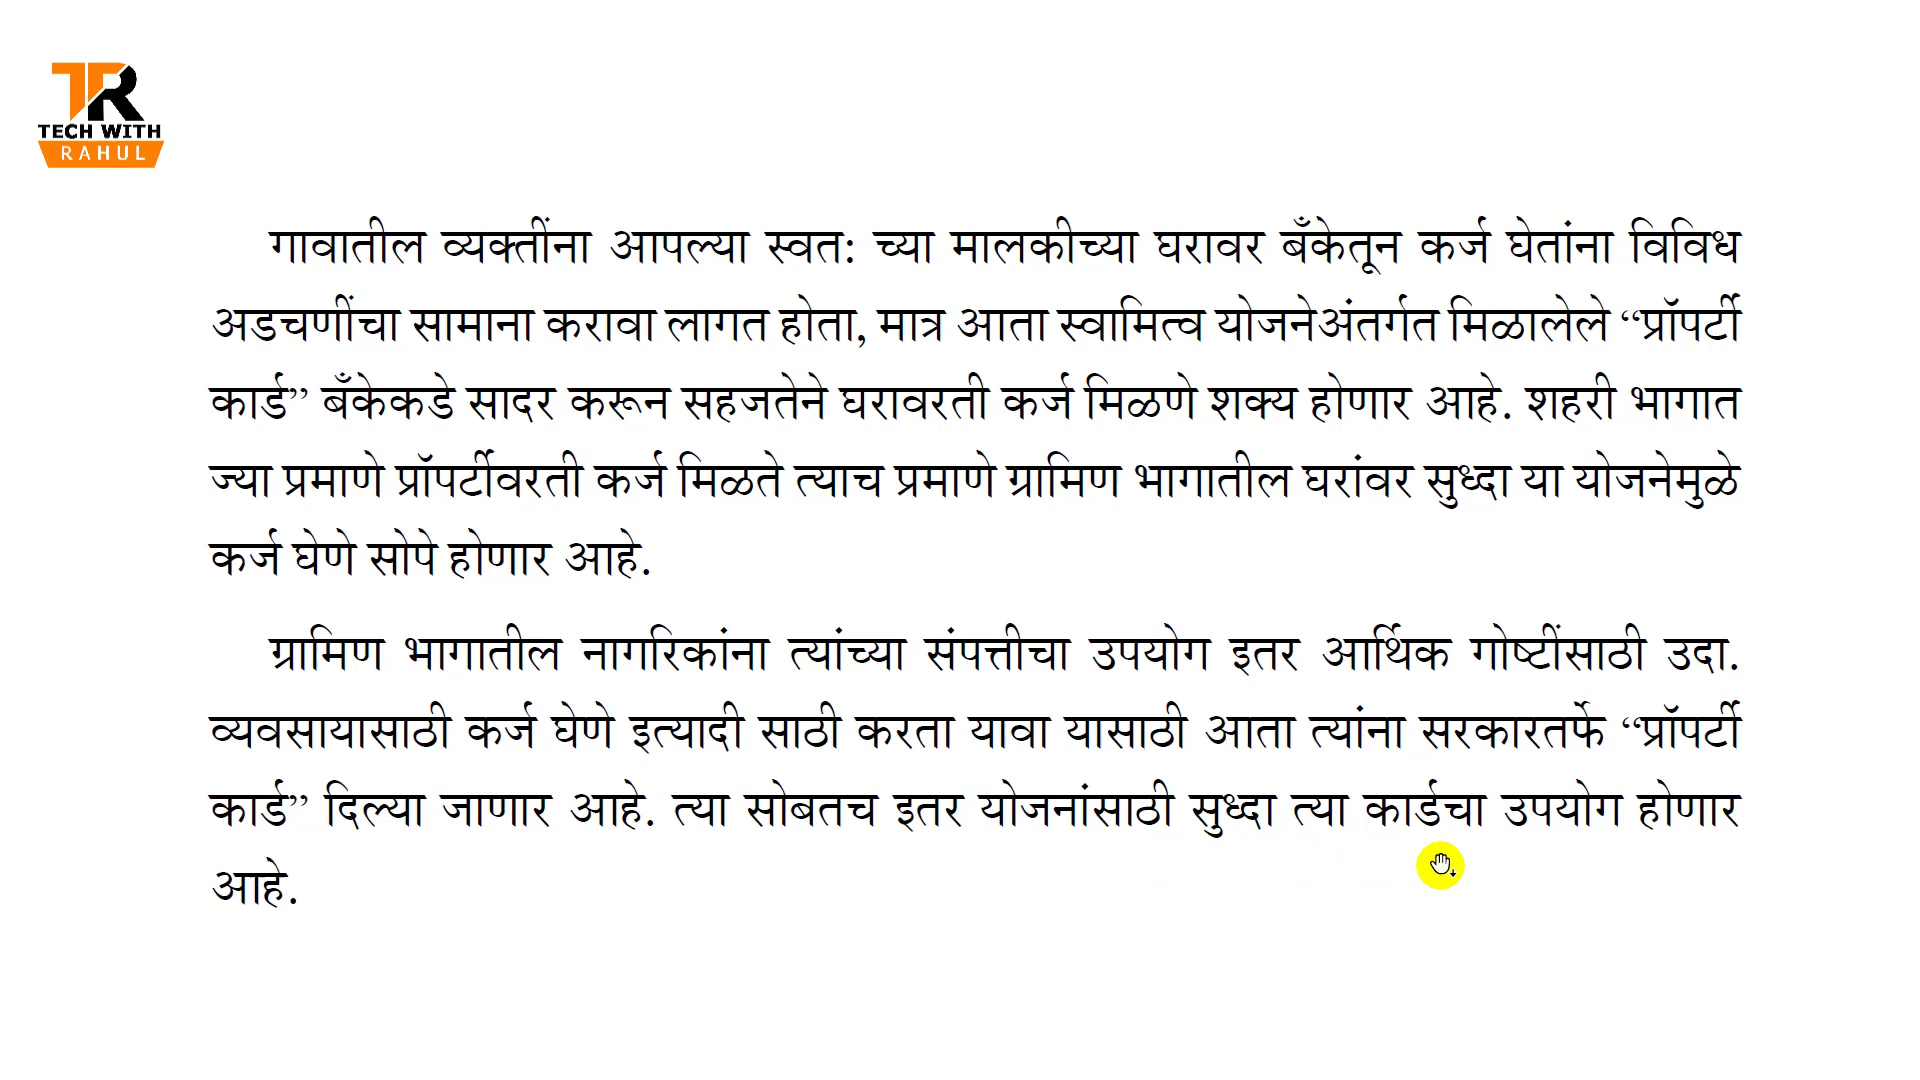 TR
TECH WITH
RAHUL
गावातील व्यक्तींना आपल्या स्वत: च्या मालकीच्या घरावर बँकेतून कर्ज घेतांना विविध
अडचणींचा सामाना करावा लागत होता, मात्र आता स्वामित्व योजनेअंतर्गत मिळालेले “प्रॉपर्टी
कार्ड” बँकेकडे सादर करून सहजतेने घरावरती कर्ज मिळणे शक्य होणार आहे. शहरी भागात
ज्या प्रमाणे प्रॉपर्टीवरती कर्ज मिळते त्याच प्रमाणे ग्रामिण भागातील घरांवर सुध्दा या योजनेमुळे
कर्ज घेणे सोपे होणार आहे.
ग्रामिण भागातील नागरिकांना त्यांच्या संपत्तीचा उपयोग इतर आर्थिक गोष्टींसाठी उदा.
व्यवसायासाठी कर्ज घेणे इत्यादी साठी करता यावा यासाठी आता त्यांना सरकारतर्फे “प्रॉपर्टी
कार्ड” दिल्या जाणार आहे. त्या सोबतच इतर योजनांसाठी सुध्दा त्या कार्डचा उपयोग होणार
आहे.